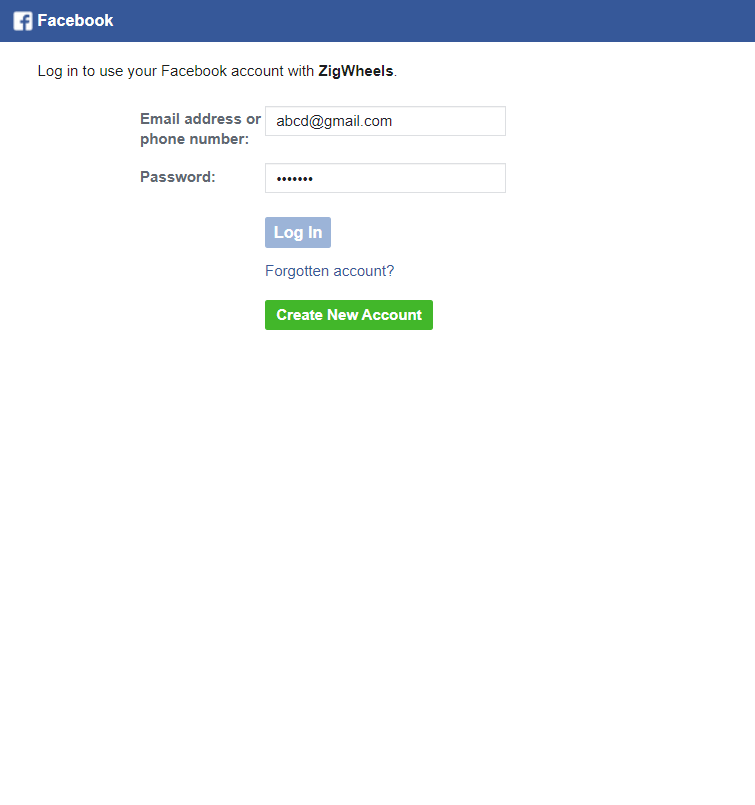 Facebook
Log in to use your Facebook account with ZigWheels.
Email address or
phone number:
abcd@gmail.com
Password:
•••••••
Log In
Forgotten account?
Create New Account